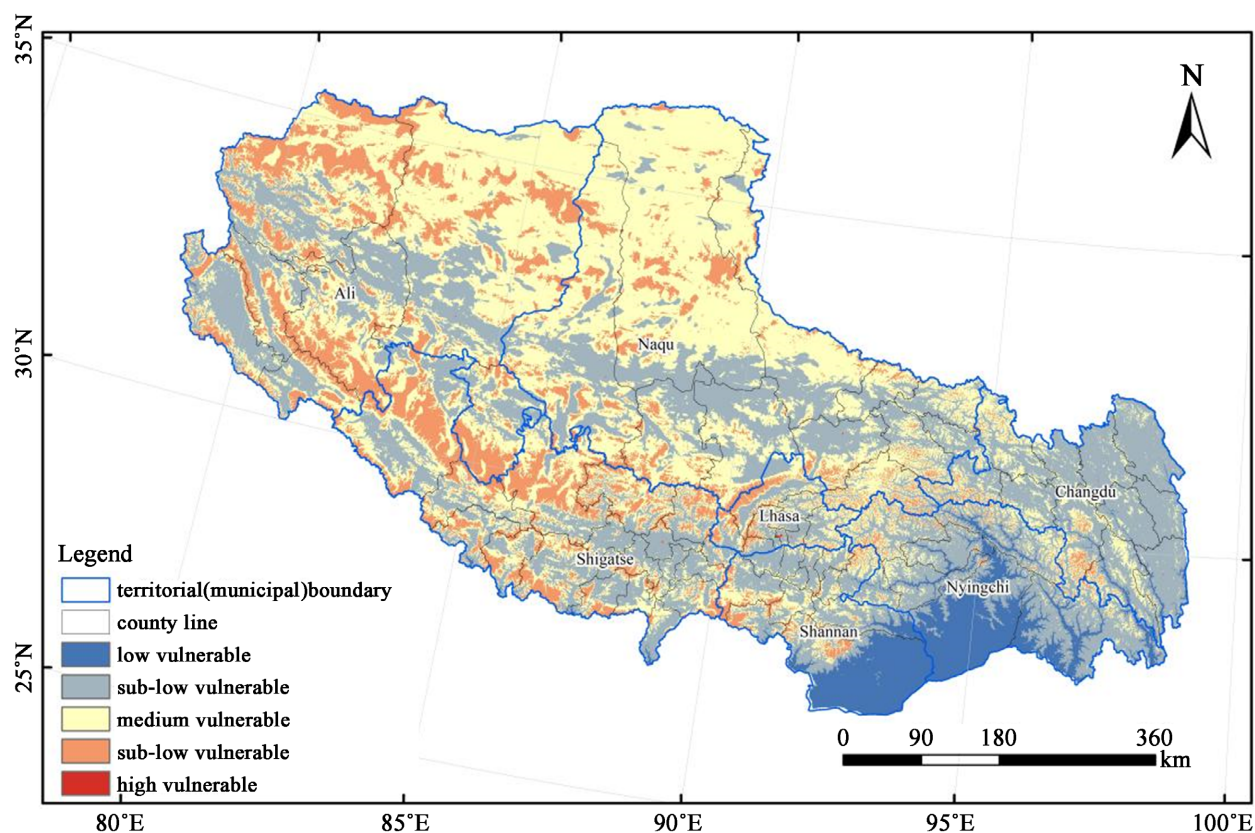 35°N
N
Ali
30°N
Naqu
Changdu
Lhasa
Legend
Shigatse
Nyingchi
territorial(municipal)boundary
county line
Shannan
low vulnerable
25°N
sub-low vulnerable
medium vulnerable
0 90 180 360
sub-low vulnerable
km
high vulnerable
80°E 85°E 90°E 95°E 100°E